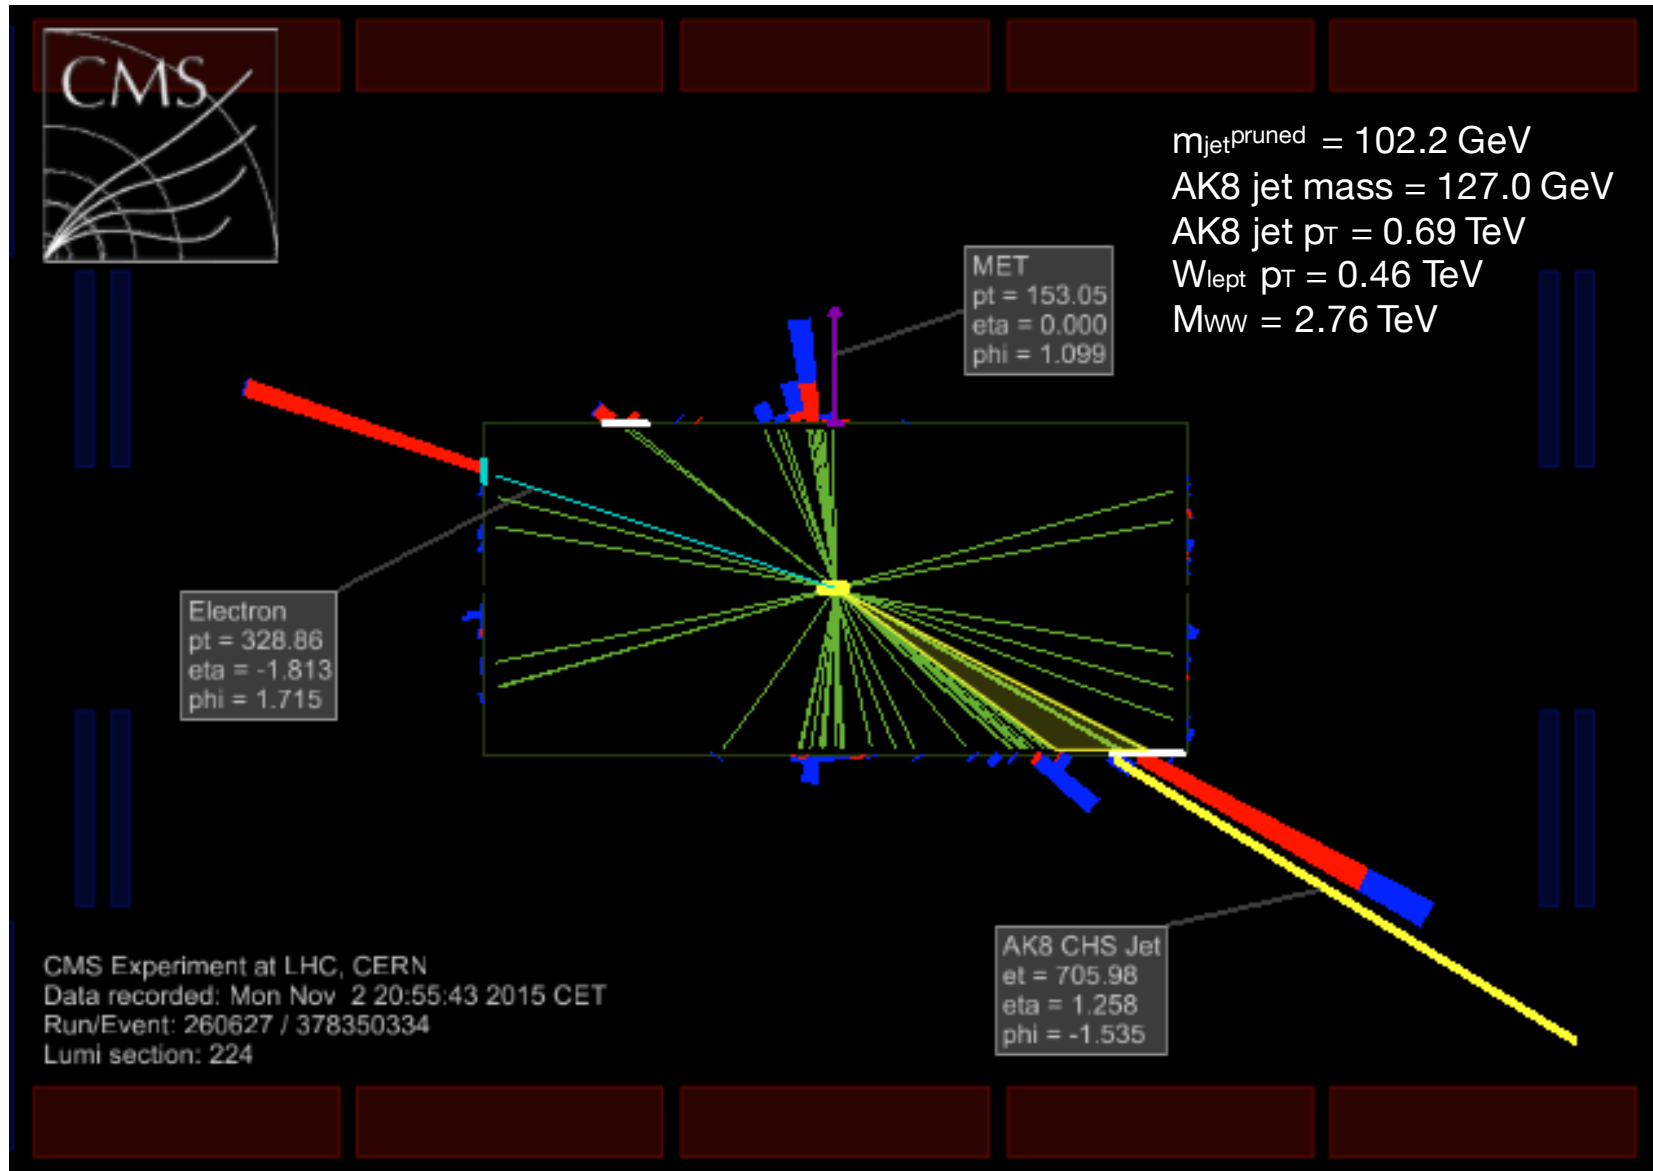 CMS
m_jet^pruned = 102.2 GeV
AK8 jet mass = 127.0 GeV
AK8 jet pT = 0.69 TeV
Wlept pT = 0.46 TeV
MWW = 2.76 TeV
MET
pt = 153.05
eta = 0.000
phi = 1.099
Electron
pt = 328.86
eta = -1.813
phi = 1.715
AK8 CHS Jet
et = 705.98
eta = 1.258
phi = -1.535
CMS Experiment at LHC, CERN
Data recorded: Mon Nov 2 20:55:43 2015 CET
Run/Event: 260627 / 378350334
Lumi section: 224